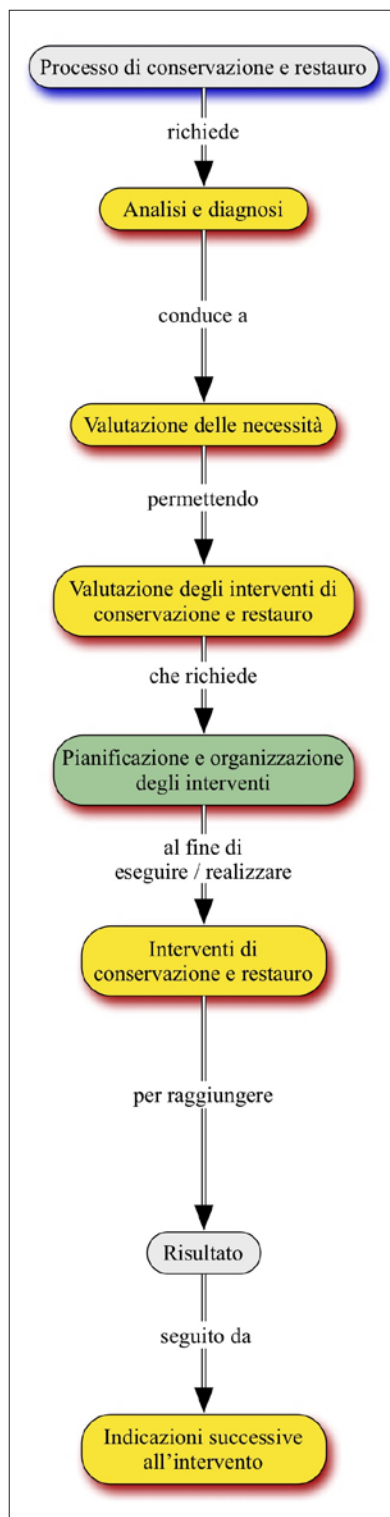 Processo di conservazione e restauro
richiede
Analisi e diagnosi
conduce a
Valutazione delle necessità
permettendo
Valutazione degli interventi di
conservazione e restauro
che richiede
Pianificazione e organizzazione
degli interventi
al fine di
eseguire / realizzare
Interventi di
conservazione e restauro
per raggiungere
Risultato
seguito da
Indicazioni successive
all'intervento